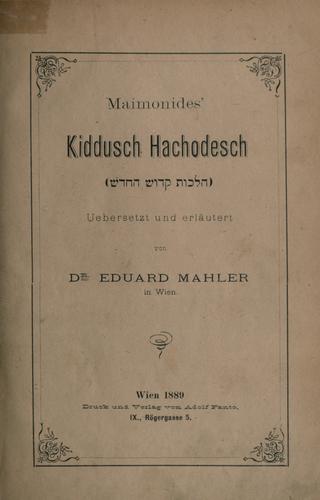 Maimonides'
Kiddusch Hachodesch
(הלכות קדוש החדש)
Uebersetzt und erläutert
von
DR. EDUARD MAHLER
in Wien.
Wien 1889
Druck und Verlag von Adolf Fanto,
IX., Rögergasse 5.